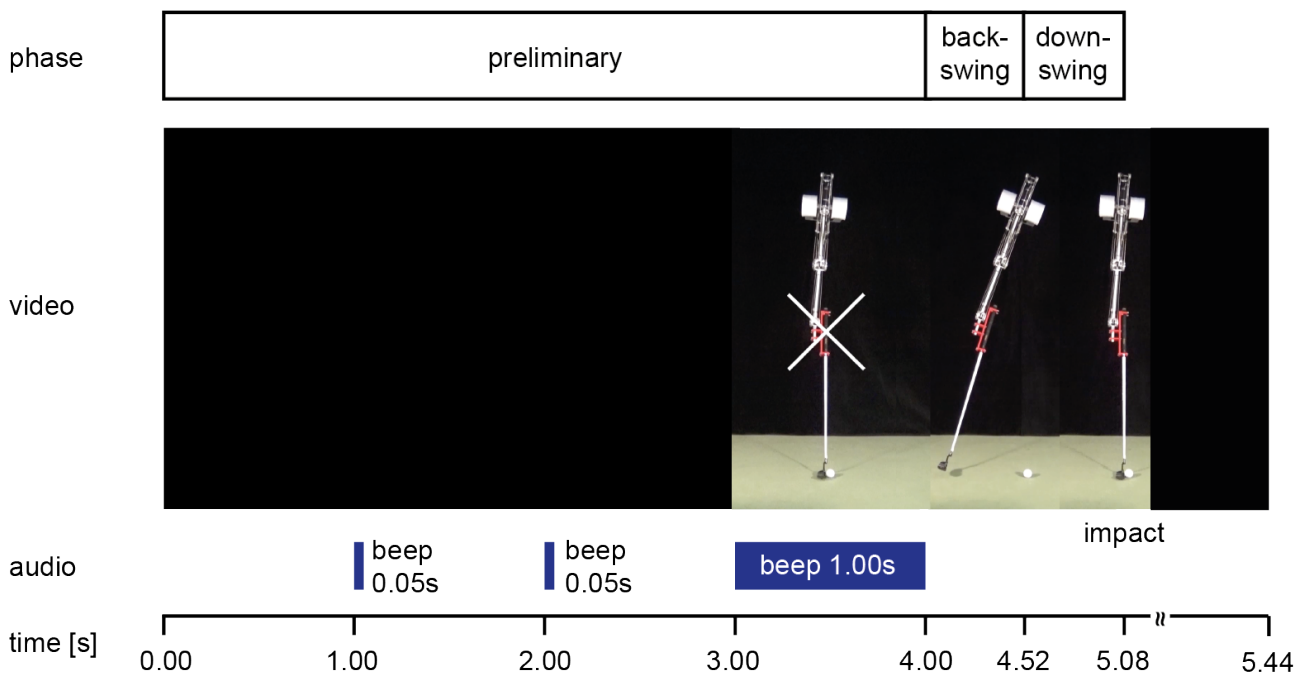 phase
preliminary
back-
swing
down-
swing
video
impact
audio
beep
0.05s
beep
0.05s
beep 1.00s
time [s]
0.00
1.00
2.00
3.00
4.00
4.52
5.08
5.44